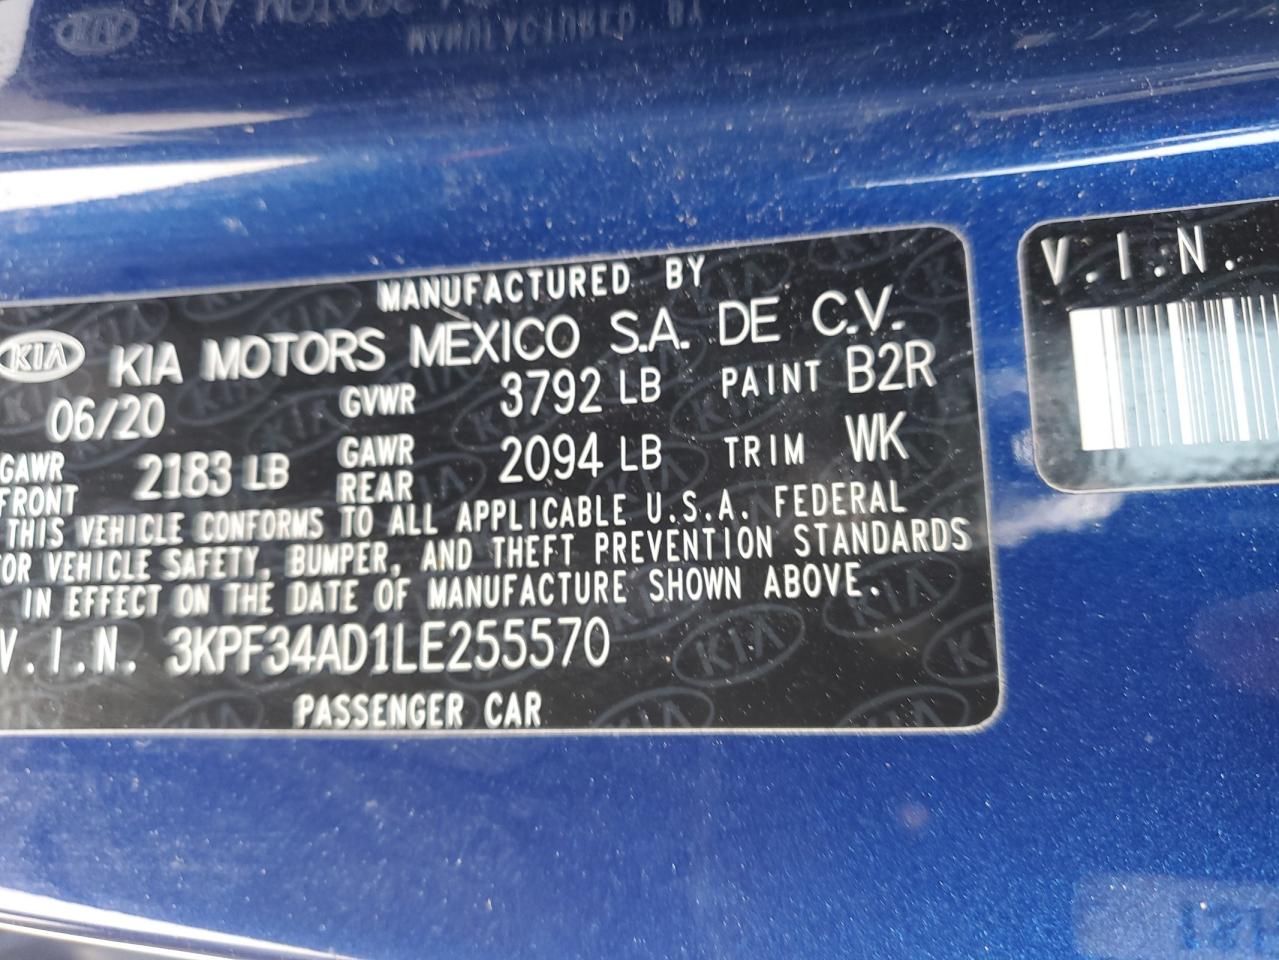 MANUFACTURED BY
KIA KIA MOTORS MEXICO S.A. DE C.V.
06/20 GVWR 3792 LB PAINT B2R
GAWR FRONT 2183 LB GAWR REAR 2094 LB TRIM WK
THIS VEHICLE CONFORMS TO ALL APPLICABLE U.S.A. FEDERAL
FOR VEHICLE SAFETY, BUMPER, AND THEFT PREVENTION STANDARDS
IN EFFECT ON THE DATE OF MANUFACTURE SHOWN ABOVE.
V.I.N. 3KPF34AD1LE255570
PASSENGER CAR
V.I.N.